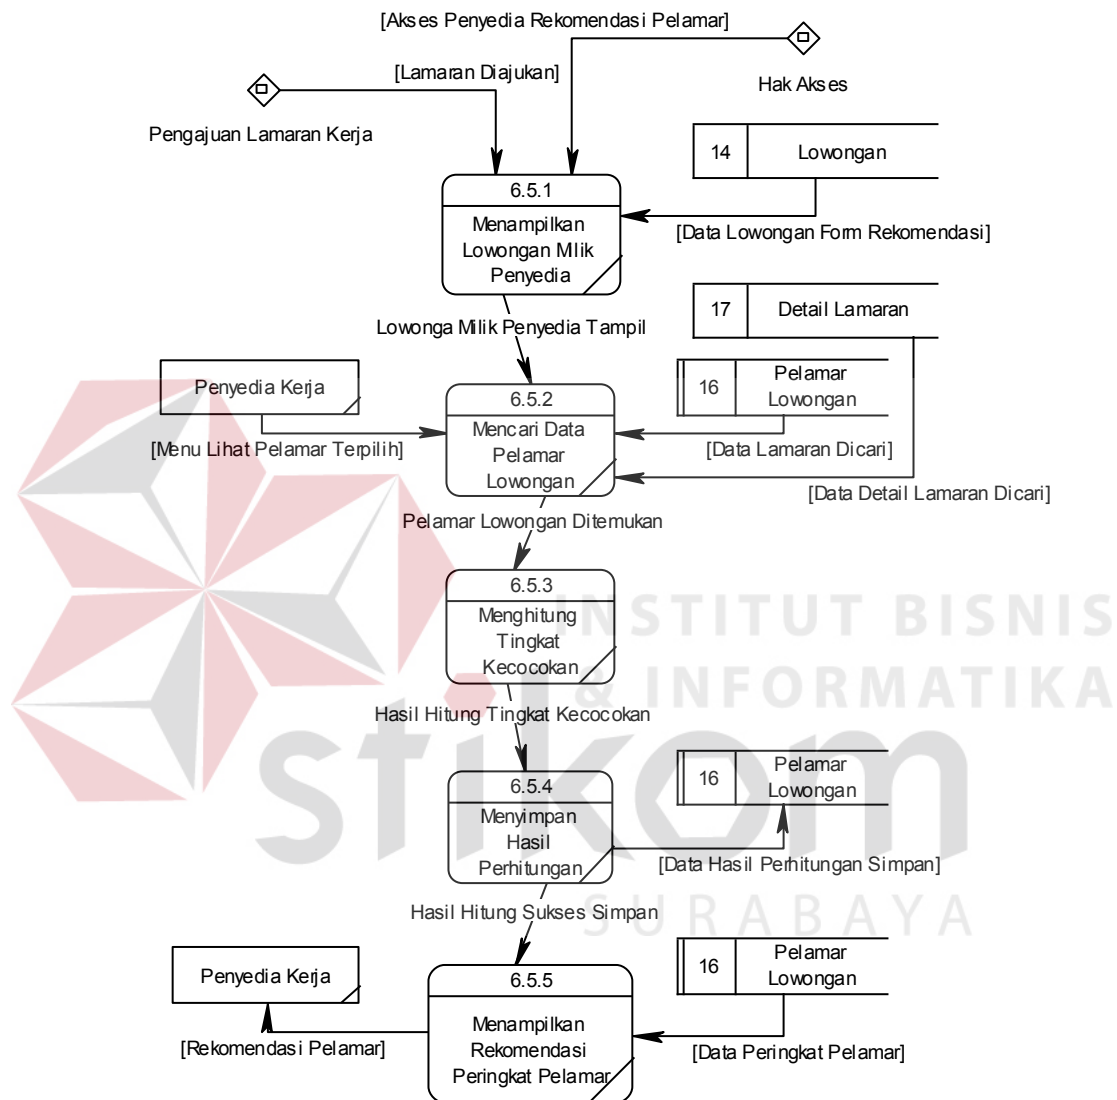 [Akses Penyedia Rekomendasi Pelamar]
[Lamaran Diajukan]
Hak Akses
Pengajuan Lamaran Kerja
14 Lowongan
6.5.1
Menampilkan
Lowongan Mlik
Penyedia
[Data Lowongan Form Rekomendasi]
17 Detail Lamaran
Lowonga Milik Penyedia Tampil
Penyedia Kerja
16
Pelamar
Lowongan
6.5.2
Mencari Data
Pelamar
Lowongan
[Menu Lihat Pelamar Terpilih]
[Data Lamaran Dicari]
[Data Detail Lamaran Dicari]
Pelamar Lowongan Ditemukan
6.5.3
Menghitung
Tingkat
Kecocokan
INSTITUT BISNIS
& INFORMATIKA
Hasil Hitung Tingkat Kecocokan
stikom
16
Pelamar
Lowongan
6.5.4
Menyimpan
Hasil
Perhitungan
[Data Hasil Perhitungan Simpan]
Hasil Hitung Sukses Simpan
SURABAYA
Penyedia Kerja
16
Pelamar
Lowongan
6.5.5
Menampilkan
Rekomendasi
Peringkat Pelamar
[Rekomendasi Pelamar]
[Data Peringkat Pelamar]